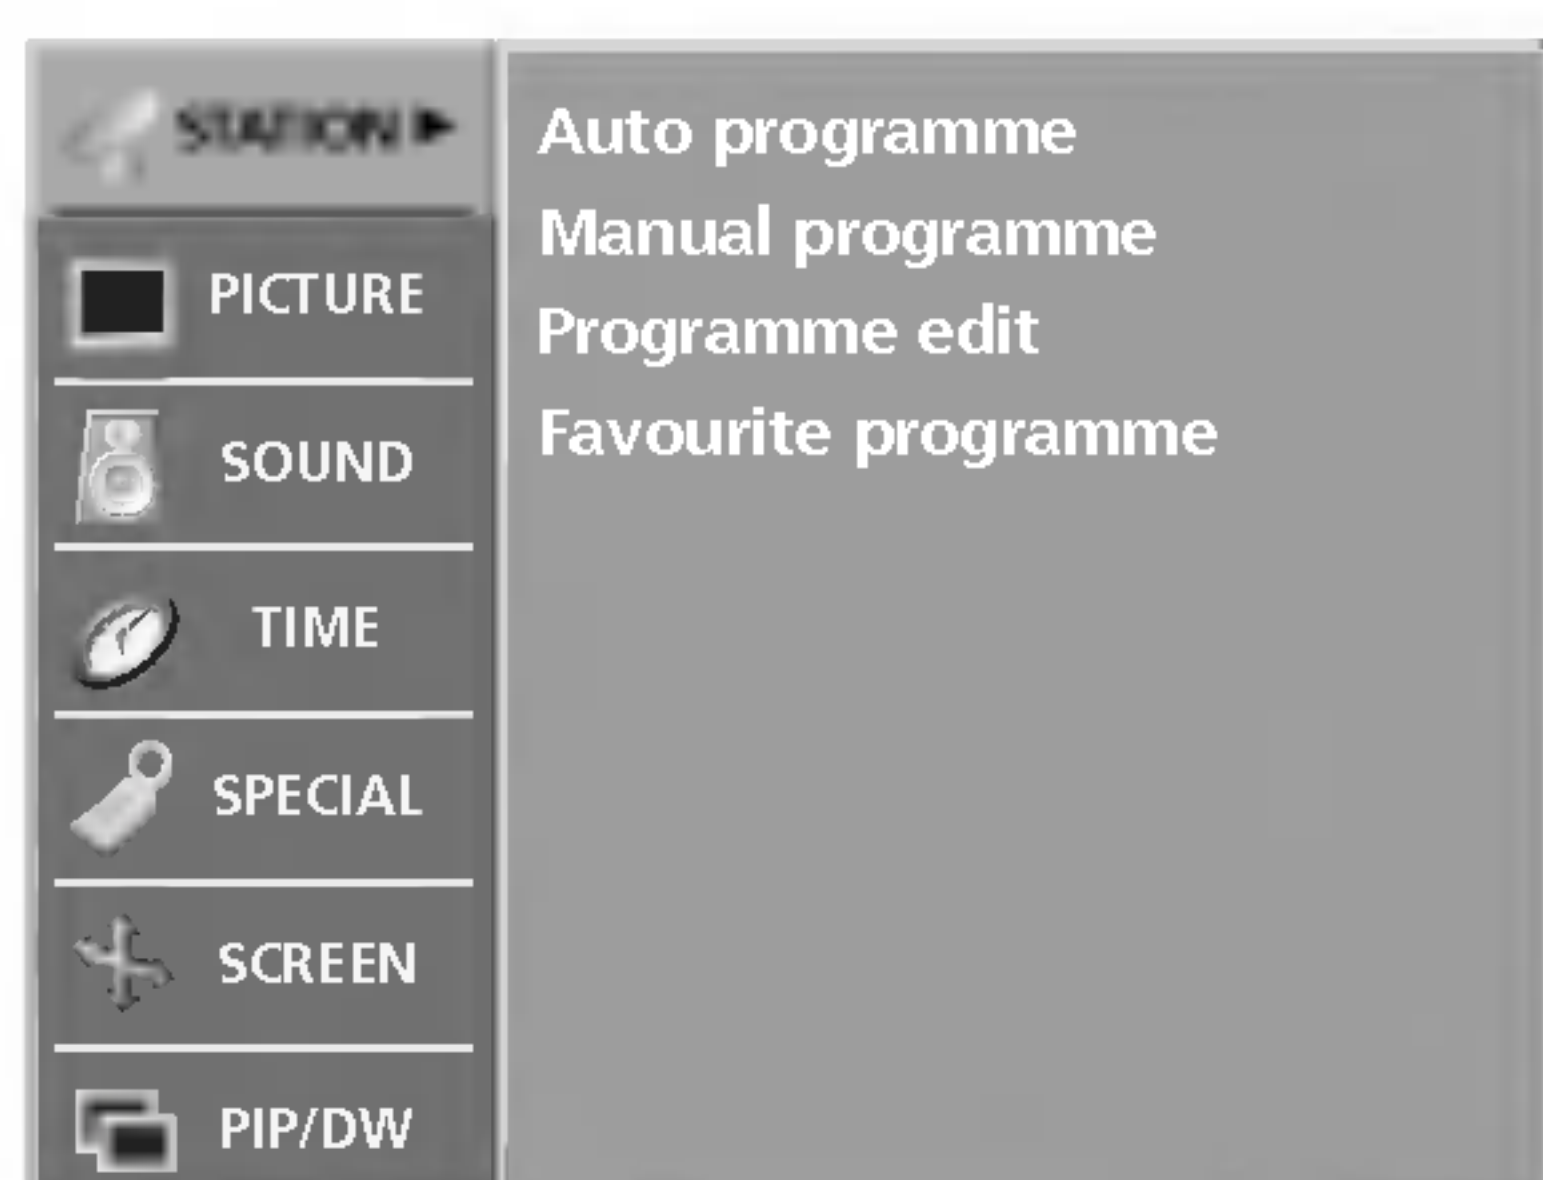 STATION
Auto programme
Manual programme
Programme edit
Favourite programme
PICTURE
SOUND
TIME
SPECIAL
SCREEN
PIP/DW